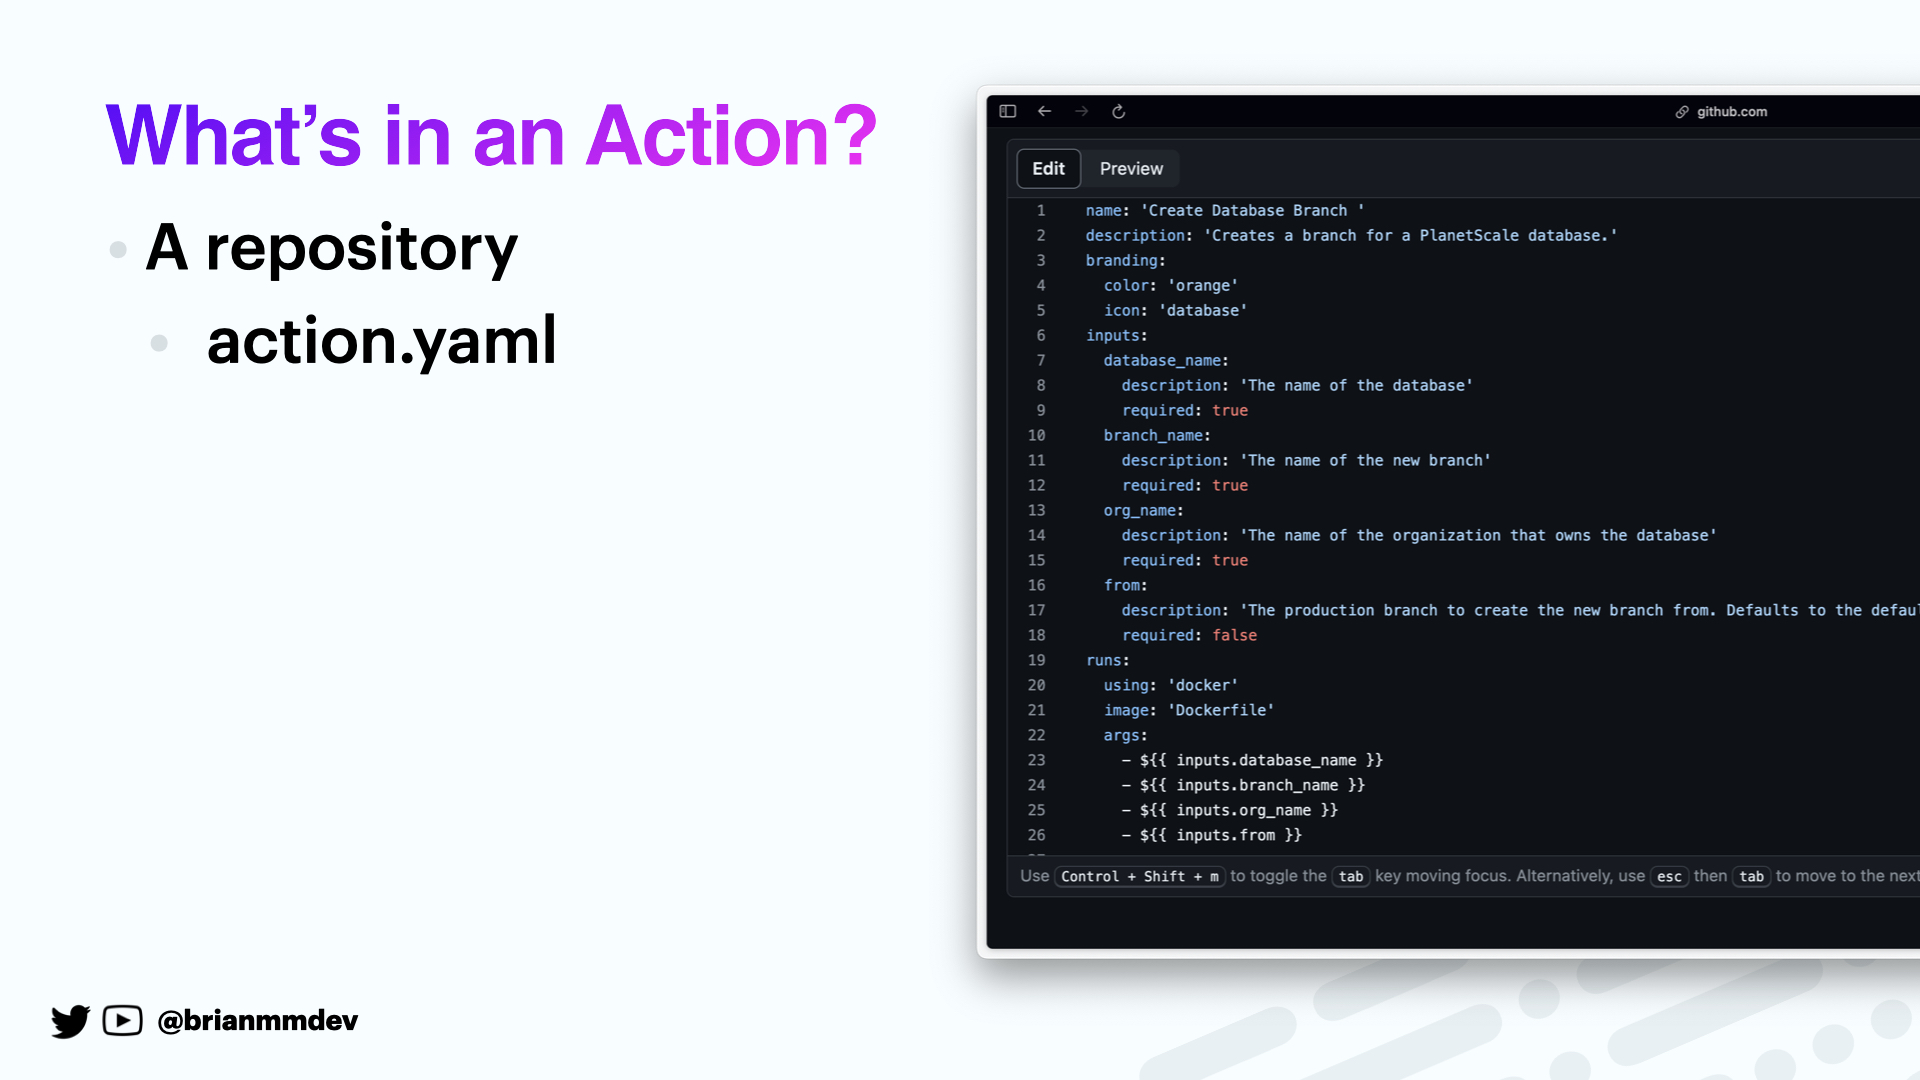 What's in an Action?
A repository
action.yaml
github.com
Edit Preview
1 name: 'Create Database Branch '
2 description: 'Creates a branch for a PlanetScale database.'
3 branding:
4 color: 'orange'
5 icon: 'database'
6 inputs:
7 database_name:
8 description: 'The name of the database'
9 required: true
10 branch_name:
11 description: 'The name of the new branch'
12 required: true
13 org_name:
14 description: 'The name of the organization that owns the database'
15 required: true
16 from:
17 description: 'The production branch to create the new branch from. Defaults to the defau
18 required: false
19 runs:
20 using: 'docker'
21 image: 'Dockerfile'
22 args:
23 - ${{ inputs.database_name }}
24 - ${{ inputs.branch_name }}
25 - ${{ inputs.org_name }}
26 - ${{ inputs.from }}
Use Control + Shift + m to toggle the tab key moving focus. Alternatively, use esc then tab to move to the next
@brianmmdev